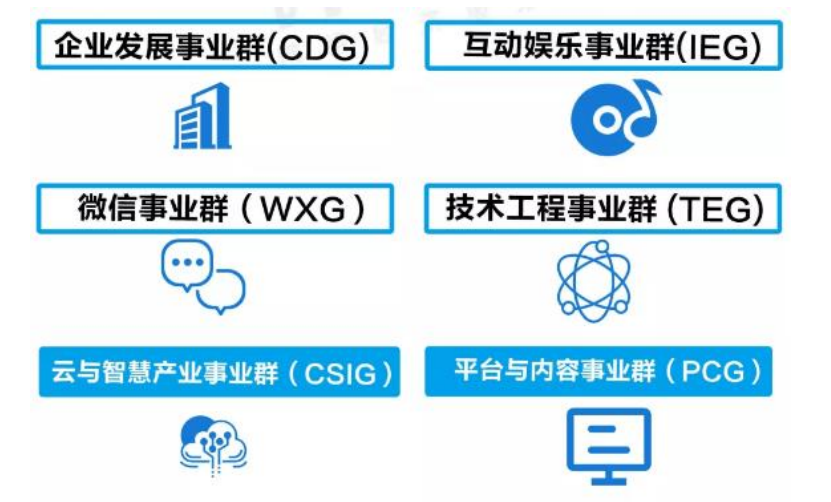 企业发展事业群(CDG)
互动娱乐事业群(IEG)
微信事业群（WXG）
技术工程事业群 (TEG)
云与智慧产业事业群（CSIG）
平台与内容事业群（PCG）